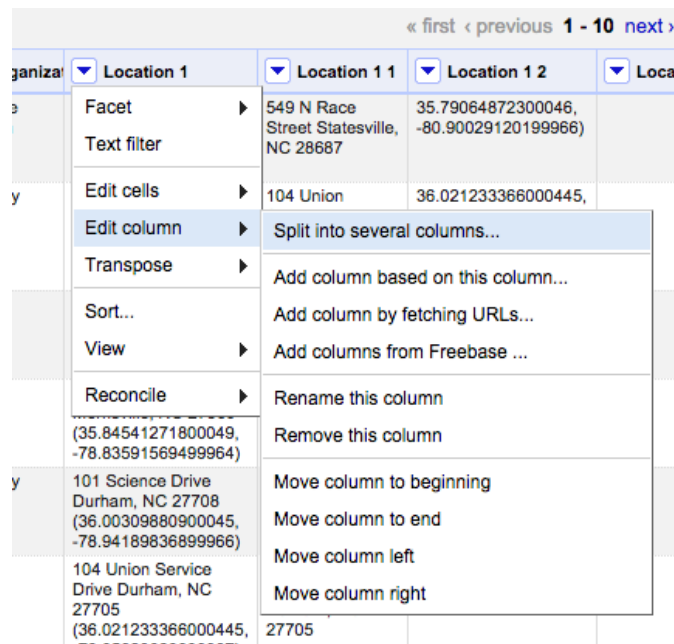 « first ‹ previous 1 - 10 next ›
Location 1
Location 1 1
Location 1 2
Facet
Text filter
Edit cells
Edit column
Transpose
Sort...
View
Reconcile
549 N Race
Street Statesville,
NC 28687
35.79064872300046,
-80.90029120199966)
104 Union
36.021233366000445,
Split into several columns...
Add column based on this column...
Add column by fetching URLs...
Add columns from Freebase ...
Rename this column
Remove this column
Move column to beginning
Move column to end
Move column left
Move column right
(35.84541271800049,
-78.83591569499964)
101 Science Drive
Durham, NC 27708
(36.00309880900045,
-78.94189836899966)
104 Union Service
Drive Durham, NC
27705
(36.021233366000445,
27705